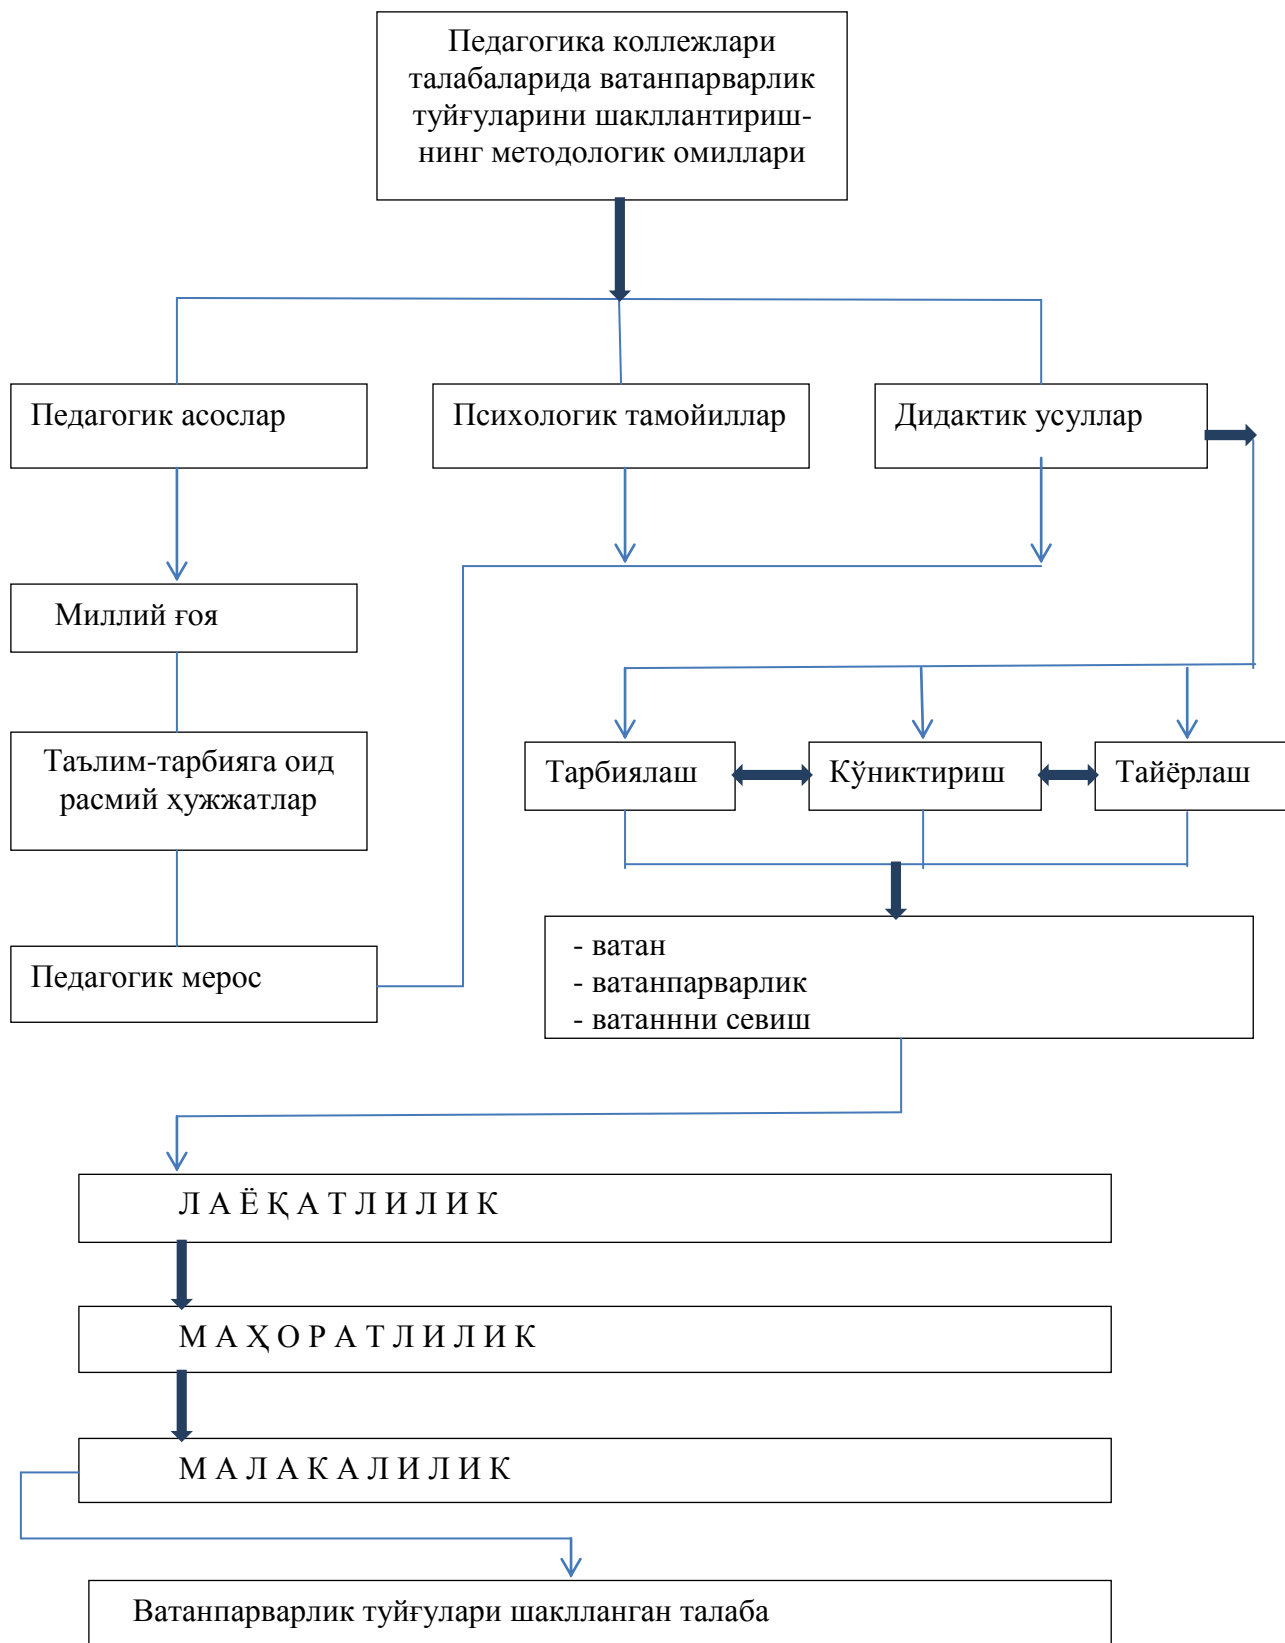 Педагогика коллежлари
талабаларида ватанпарварлик
туйғуларини шакллантириш-
нинг методологик омиллари
Педагогик асослар
Психологик тамойиллар
Дидактик усуллар
Миллий ғоя
Таълим-тарбияга оид
расмий ҳужжатлар
Тарбиялаш
Кўниктириш
Тайёрлаш
Педагогик мерос
- ватан
- ватанпарварлик
- ватаннни севиш
Л А Ё Қ А Т Л И Л И К
М А Ҳ О Р А Т Л И Л И К
М А Л А К А Л И Л И К
Ватанпарварлик туйғулари шаклланган талаба